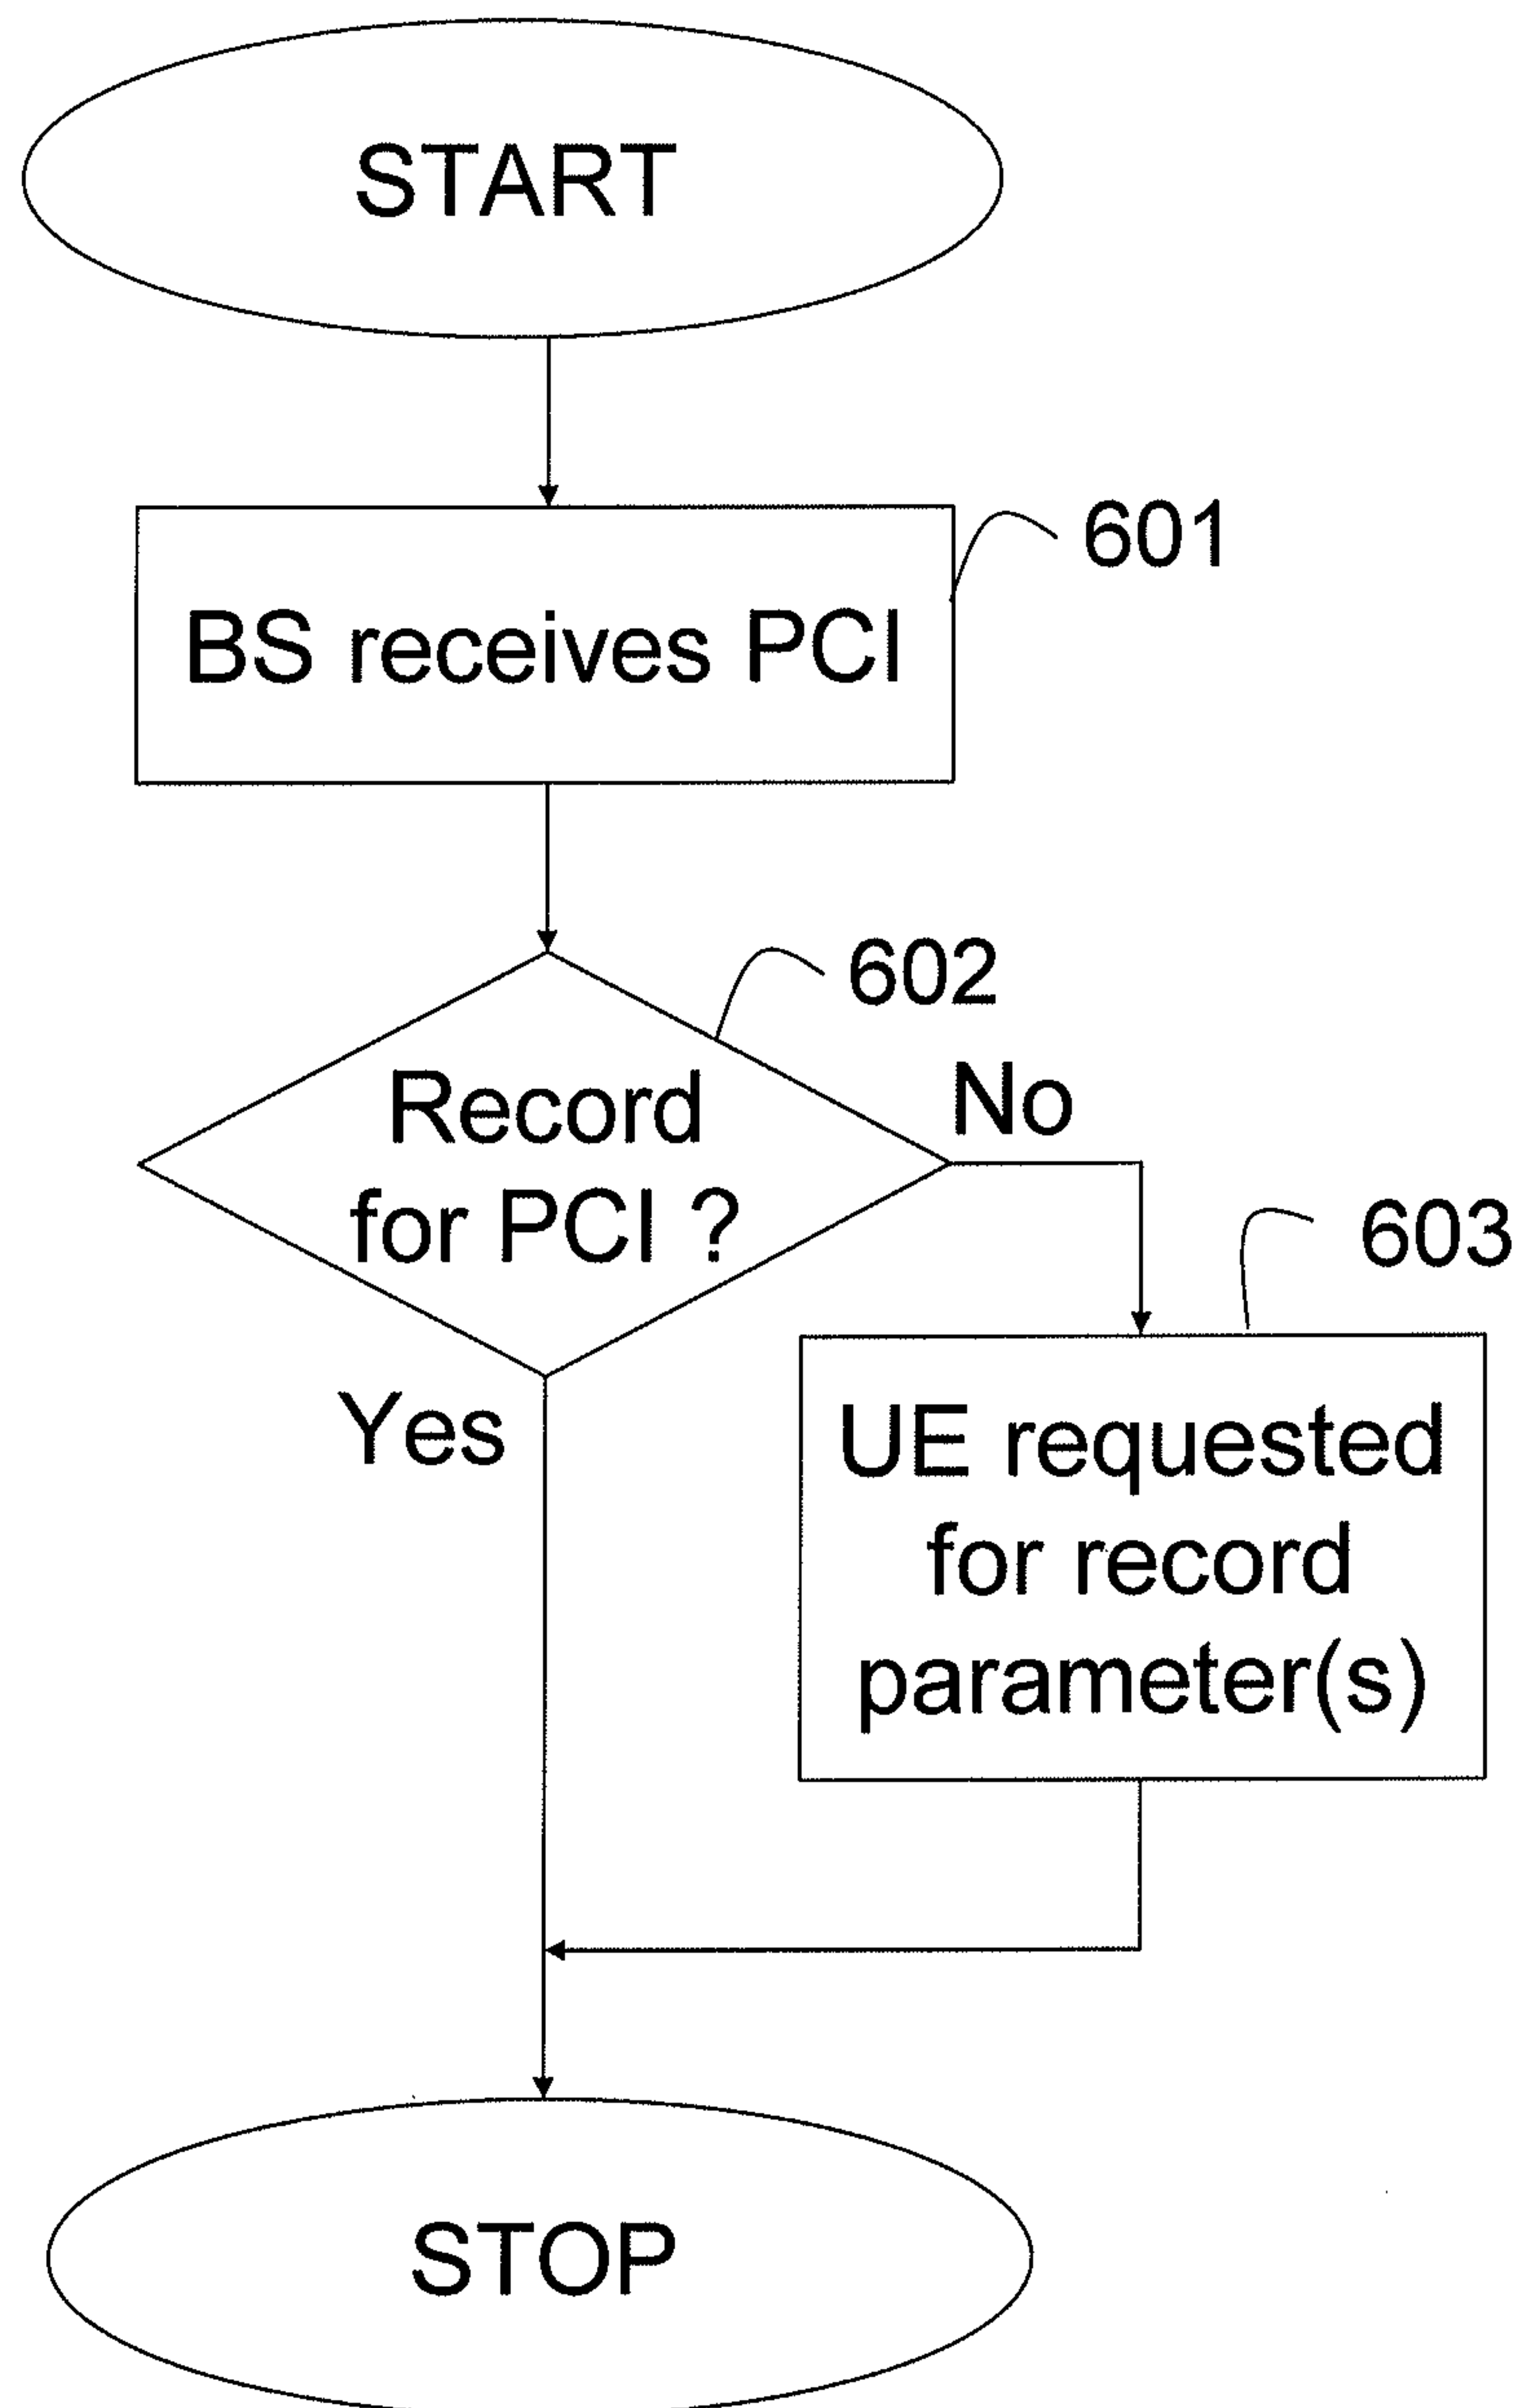 START
601
BS receives PCI
602
Record
for PCI ?
No
603
Yes
UE requested
for record
parameter(s)
STOP